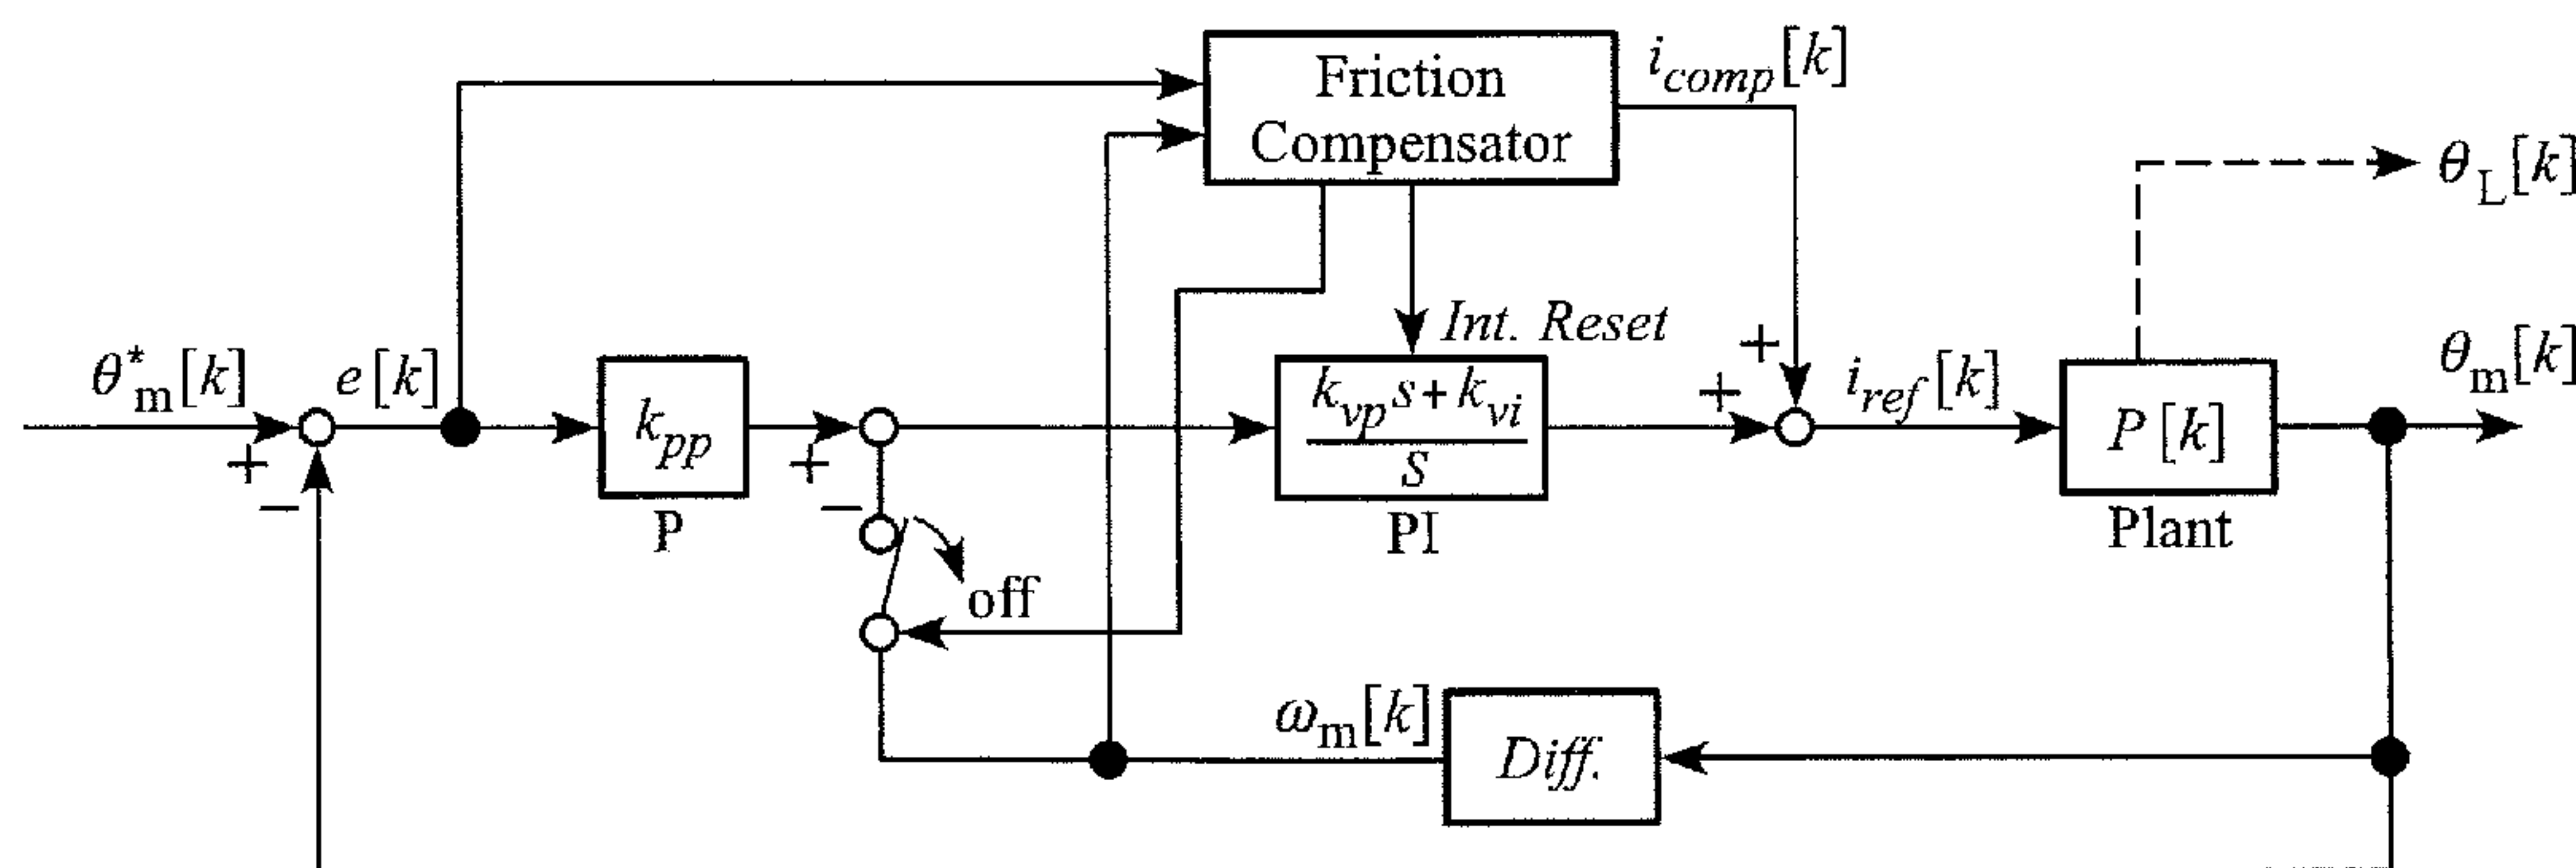 Friction
Compensator
i_comp[k]
θ_L[k]
Int. Reset
θ*_m[k]
e[k]
k_pp
P
k_vp s + k_vi
s
PI
i_ref[k]
P[k]
Plant
θ_m[k]
+
−
+
−
+
+
off
ω_m[k]
Diff.